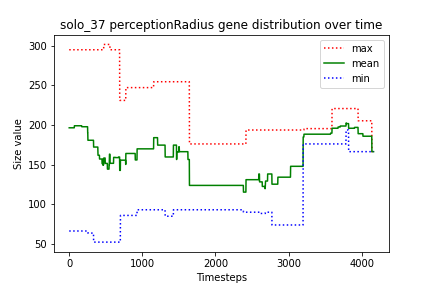 solo_37 perceptionRadius gene distribution over time
max
mean
min
Size value
300
250
200
150
100
50
0
1000
2000
3000
4000
Timesteps